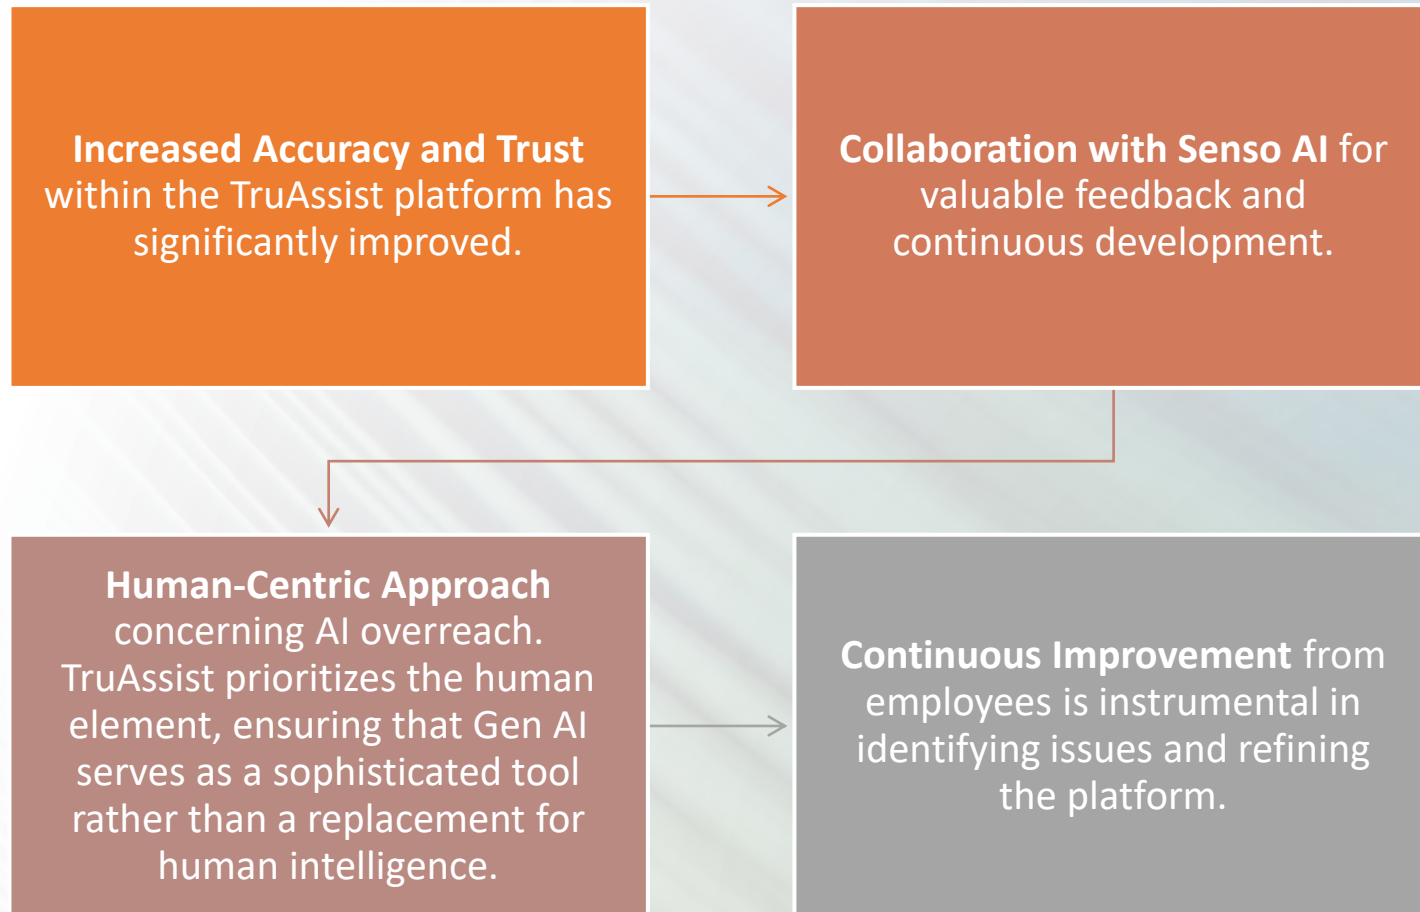 Increased Accuracy and Trust
within the TruAssist platform has
significantly improved.
Collaboration with Senso AI for
valuable feedback and
continuous development.
Human-Centric Approach
concerning AI overreach.
TruAssist prioritizes the human
element, ensuring that Gen AI
serves as a sophisticated tool
rather than a replacement for
human intelligence.
Continuous Improvement from
employees is instrumental in
identifying issues and refining
the platform.